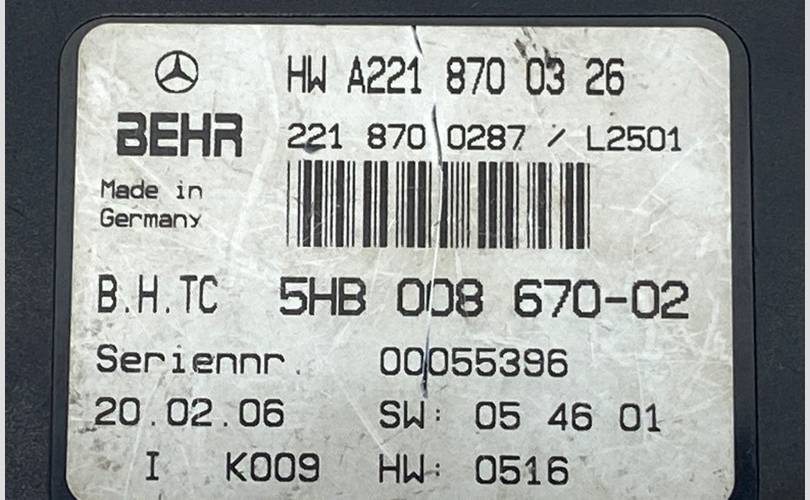 HW A221 870 03 26
BEHR 221 870 0287 / L2501
Made in
Germany
B.H.TC 5HB 008 670-02
Seriennr. 00055396
20.02.06 SW: 05 46 01
I K009 HW: 0516